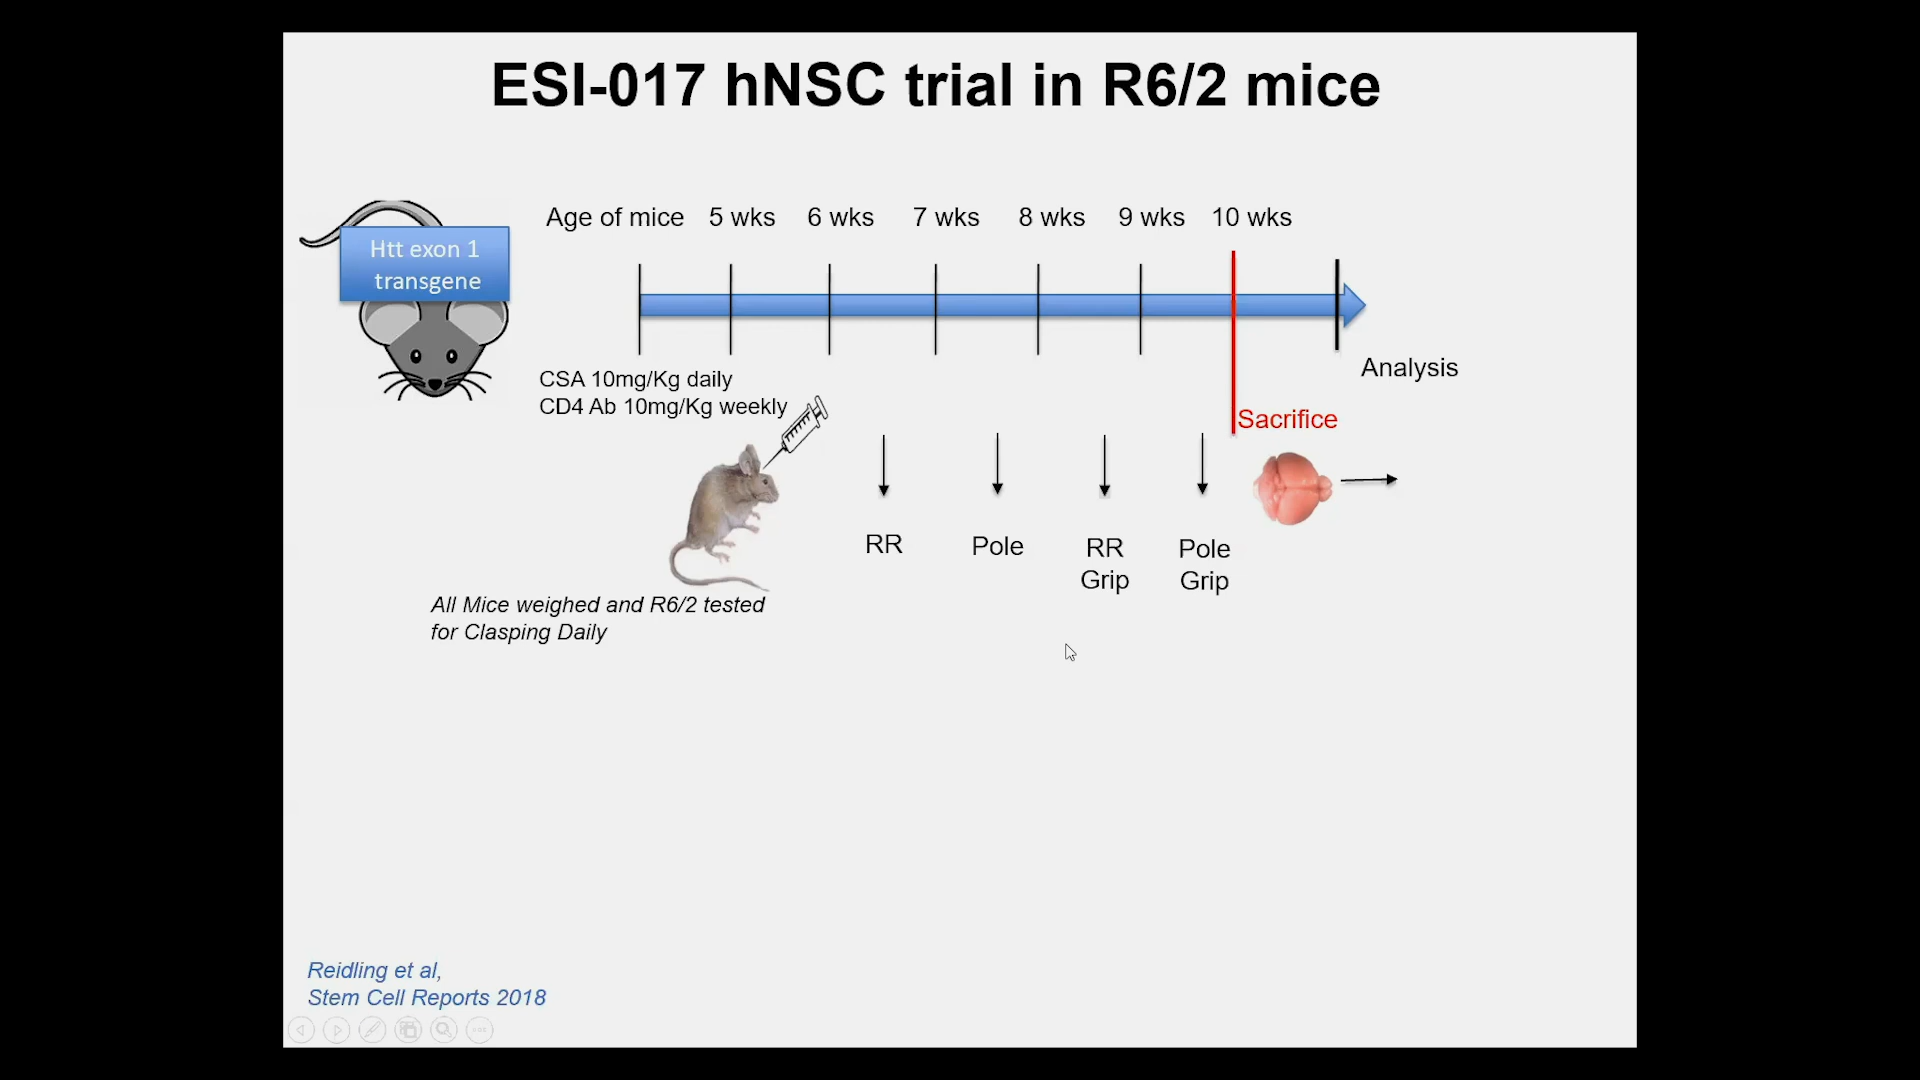 ESI-017 hNSC trial in R6/2 mice
Htt exon 1
transgene
Age of mice 5 wks 6 wks 7 wks 8 wks 9 wks 10 wks
CSA 10mg/Kg daily
CD4 Ab 10mg/Kg weekly
Analysis
Sacrifice
RR
Pole
RR
Grip
Pole
Grip
All Mice weighed and R6/2 tested
for Clasping Daily
Reidling et al,
Stem Cell Reports 2018